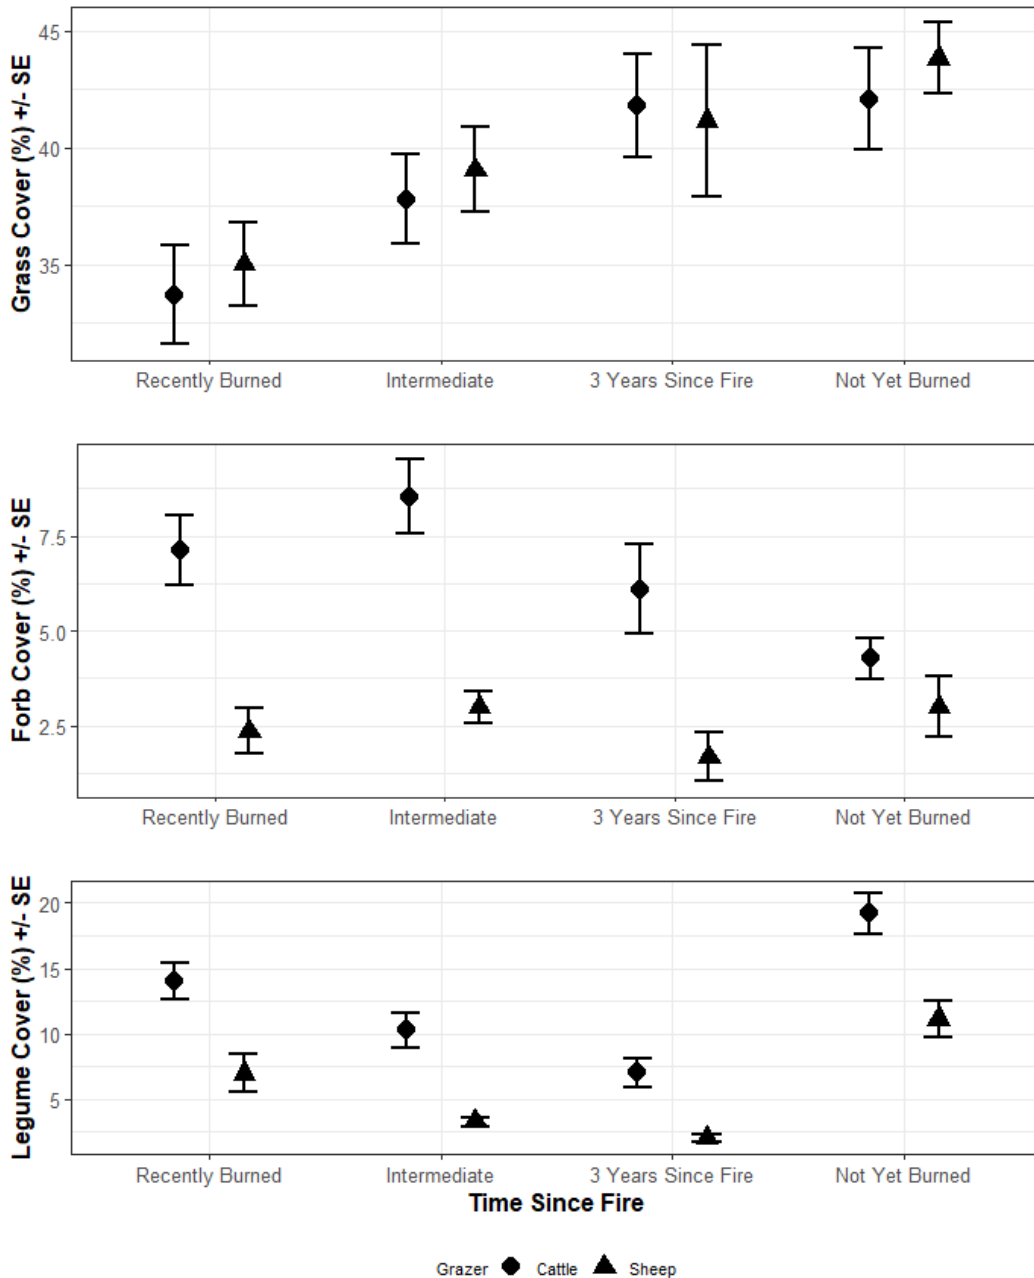 Grass Cover (%) +/- SE
45
40
35
Recently Burned Intermediate 3 Years Since Fire Not Yet Burned
Forb Cover (%) +/- SE
7.5
5.0
2.5
Recently Burned Intermediate 3 Years Since Fire Not Yet Burned
Legume Cover (%) +/- SE
20
15
10
5
Recently Burned Intermediate 3 Years Since Fire Not Yet Burned
Time Since Fire
Grazer Cattle Sheep